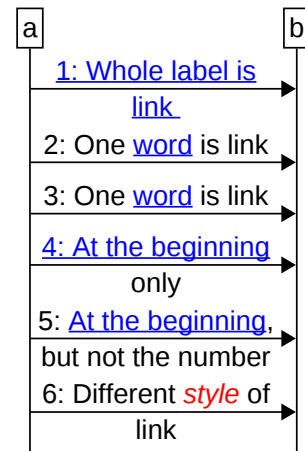 a b
1: Whole label is
link
2: One word is link
3: One word is link
4: At the beginning
only
5: At the beginning,
but not the number
6: Different style of
link